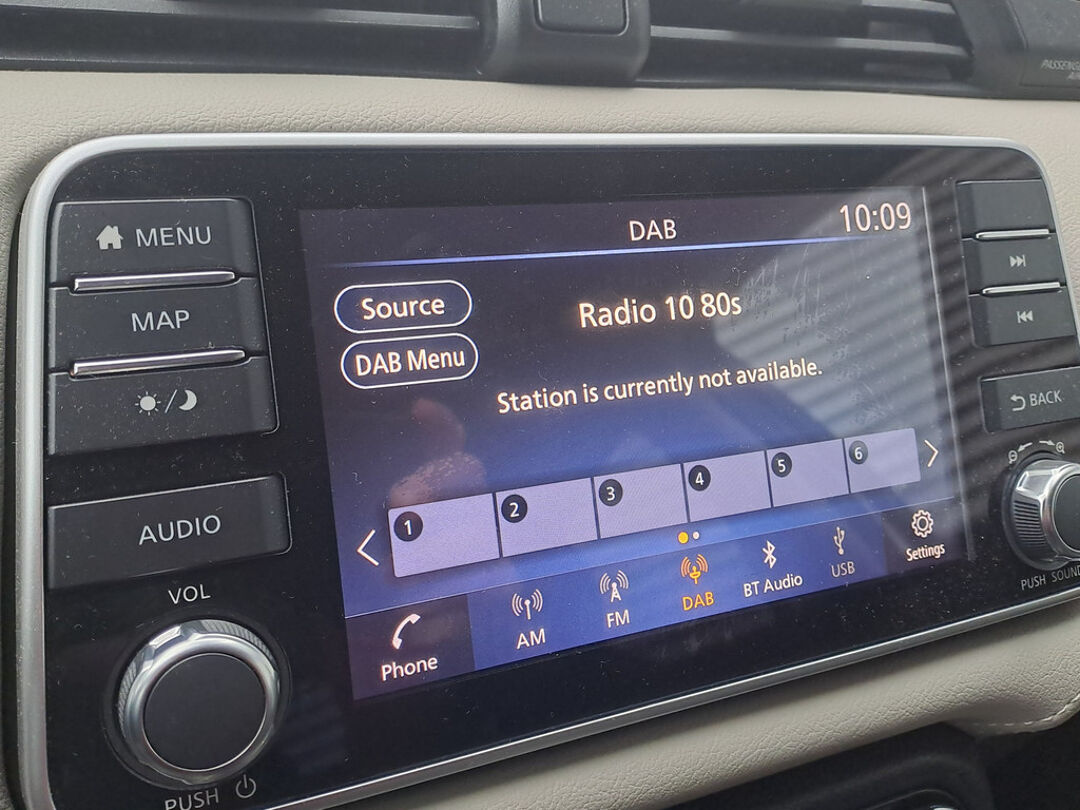 PASSENGER
MENU
MAP
AUDIO
VOL
PUSH
DAB
10:09
Source
Radio 10 80s
DAB Menu
Station is currently not available.
1 2 3 4 5 6
Phone
AM
FM
DAB
BT Audio
USB
Settings
BACK
PUSH SOUND